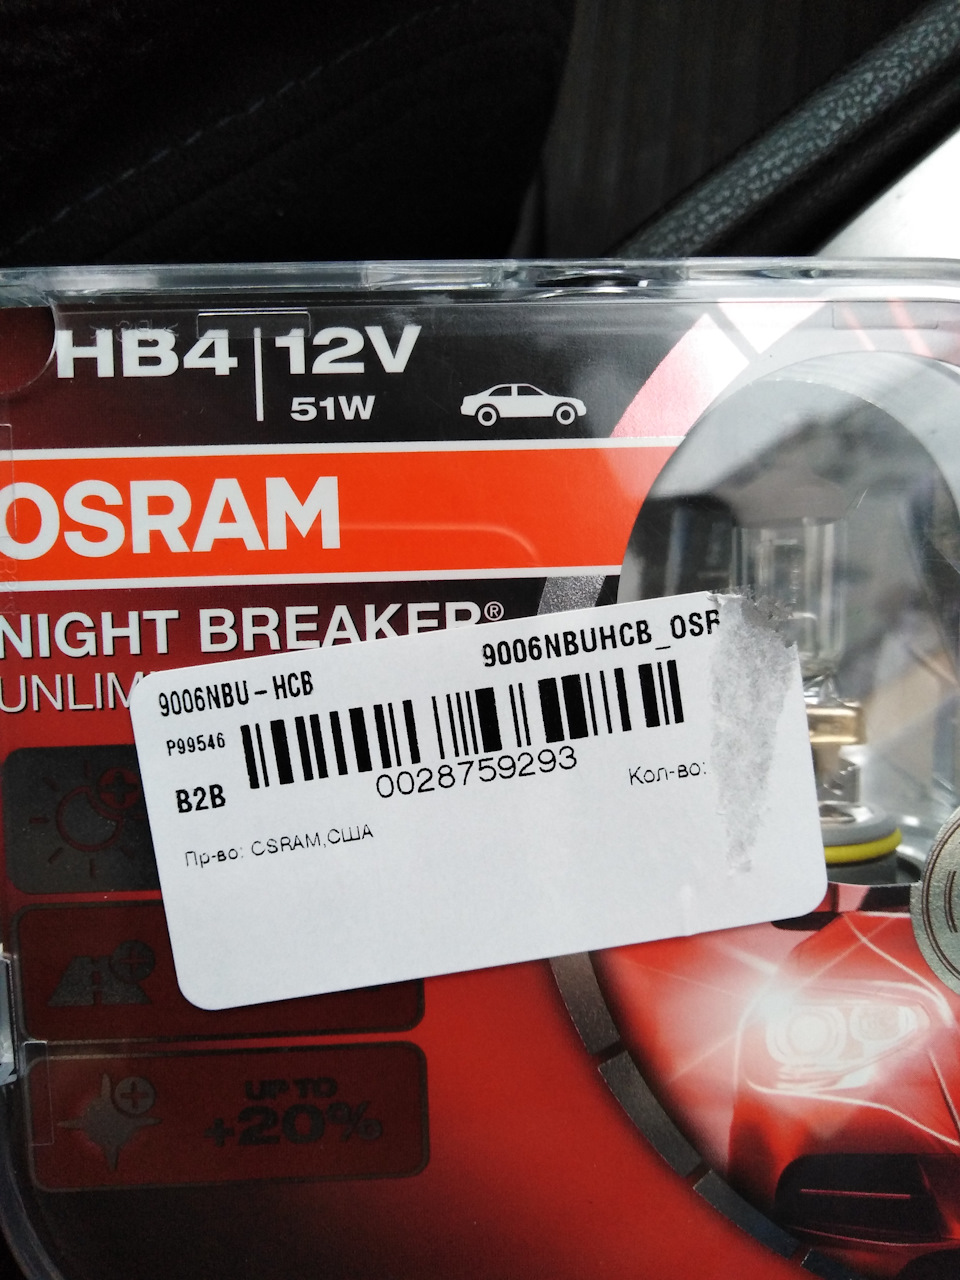 HB4 12V
51W
OSRAM
NIGHT BREAKER®
9006NBU-HCB 9006NBUHCB_OSR
P99546
B2B
0028759293
Кол-во:
Пр-во: OSRAM,США
UP TO
+20%